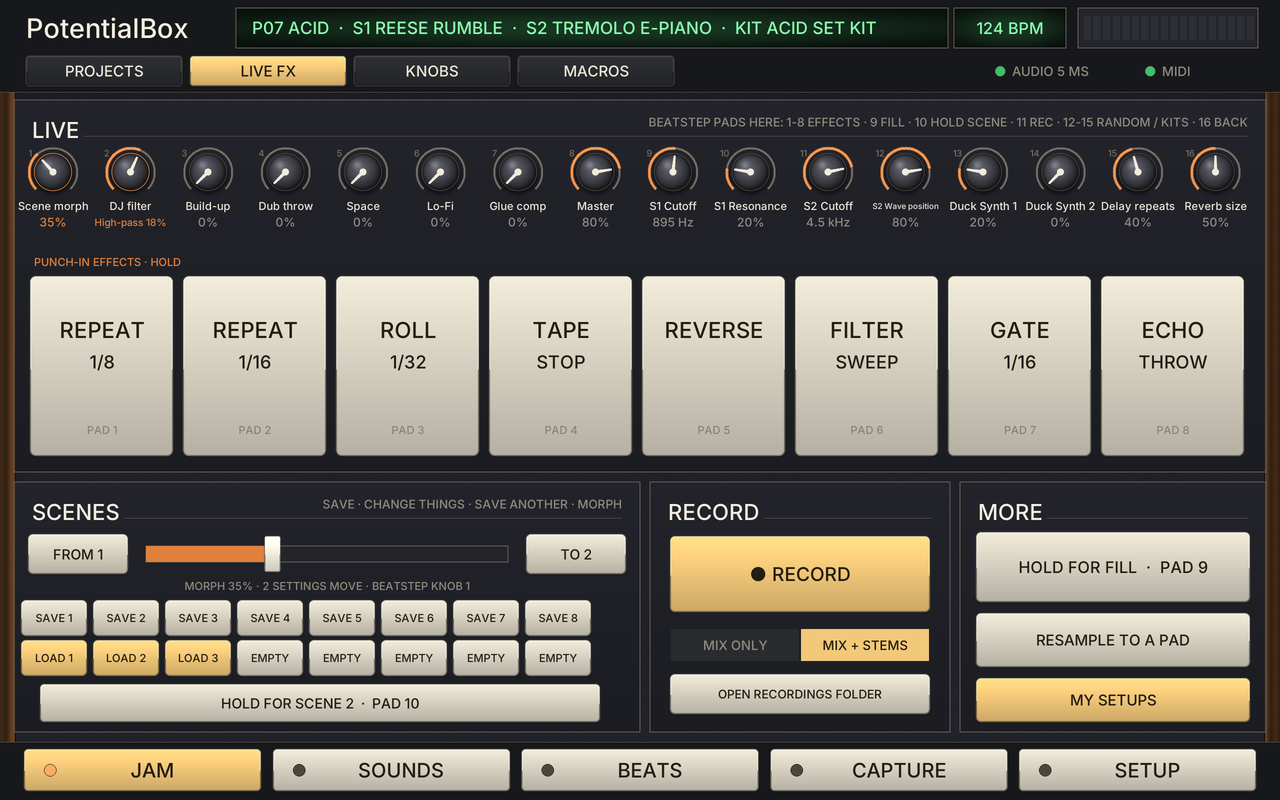 PotentialBox
P07 ACID · S1 REESE RUMBLE · S2 TREMOLO E-PIANO · KIT ACID SET KIT
124 BPM
PROJECTS
LIVE FX
KNOBS
MACROS
AUDIO 5 MS
MIDI
LIVE
BEATSTEP PADS HERE: 1-8 EFFECTS · 9 FILL · 10 HOLD SCENE · 11 REC · 12-15 RANDOM / KITS · 16 BACK
1 2 3 4 5 6 7 8 9 10 11 12 13 14 15 16
Scene morph DJ filter Build-up Dub throw Space Lo-Fi Glue comp Master S1 Cutoff S1 Resonance S2 Cutoff S2 Wave position Duck Synth 1 Duck Synth 2 Delay repeats Reverb size
35% High-pass 18% 0% 0% 0% 0% 0% 80% 895 Hz 20% 4.5 kHz 80% 20% 0% 40% 50%
PUNCH-IN EFFECTS · HOLD
REPEAT
1/8
PAD 1
REPEAT
1/16
PAD 2
ROLL
1/32
PAD 3
TAPE
STOP
PAD 4
REVERSE
PAD 5
FILTER
SWEEP
PAD 6
GATE
1/16
PAD 7
ECHO
THROW
PAD 8
SCENES
SAVE · CHANGE THINGS · SAVE ANOTHER · MORPH
FROM 1
TO 2
MORPH 35% · 2 SETTINGS MOVE · BEATSTEP KNOB 1
SAVE 1 SAVE 2 SAVE 3 SAVE 4 SAVE 5 SAVE 6 SAVE 7 SAVE 8
LOAD 1 LOAD 2 LOAD 3 EMPTY EMPTY EMPTY EMPTY EMPTY
HOLD FOR SCENE 2 · PAD 10
RECORD
RECORD
MIX ONLY
MIX + STEMS
OPEN RECORDINGS FOLDER
MORE
HOLD FOR FILL · PAD 9
RESAMPLE TO A PAD
MY SETUPS
JAM
SOUNDS
BEATS
CAPTURE
SETUP